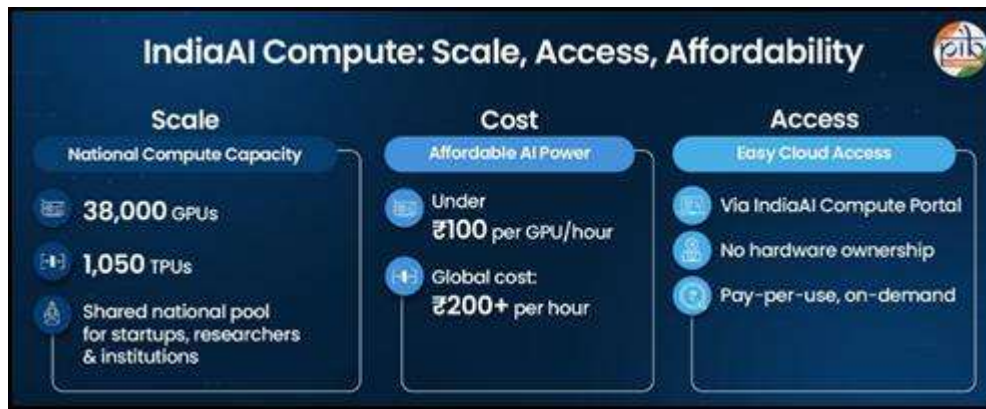 IndiaAI Compute: Scale, Access, Affordability
pib
Scale
National Compute Capacity
38,000 GPUs
1,050 TPUs
Shared national pool
for startups, researchers
& institutions
Cost
Affordable AI Power
Under
₹100 per GPU/hour
Global cost:
₹200+ per hour
Access
Easy Cloud Access
Via IndiaAI Compute Portal
No hardware ownership
Pay-per-use, on-demand